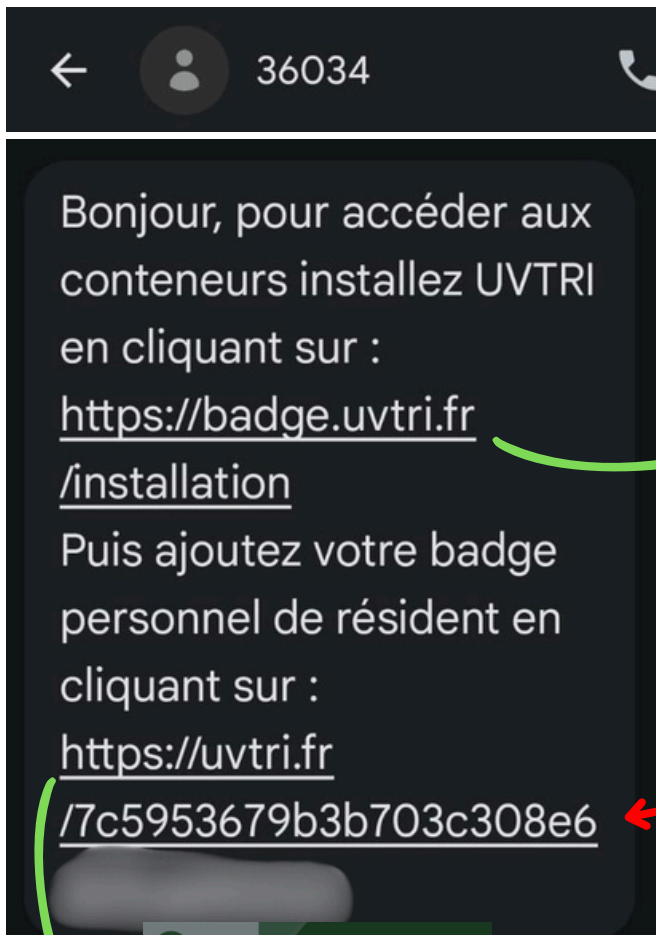 36034
Bonjour, pour accéder aux
conteneurs installez UVTRI
en cliquant sur :
https://badge.uvtri.fr
/installation
Puis ajoutez votre badge
personnel de résident en
cliquant sur :
https://uvtri.fr
/7c5953679b3b703c308e6